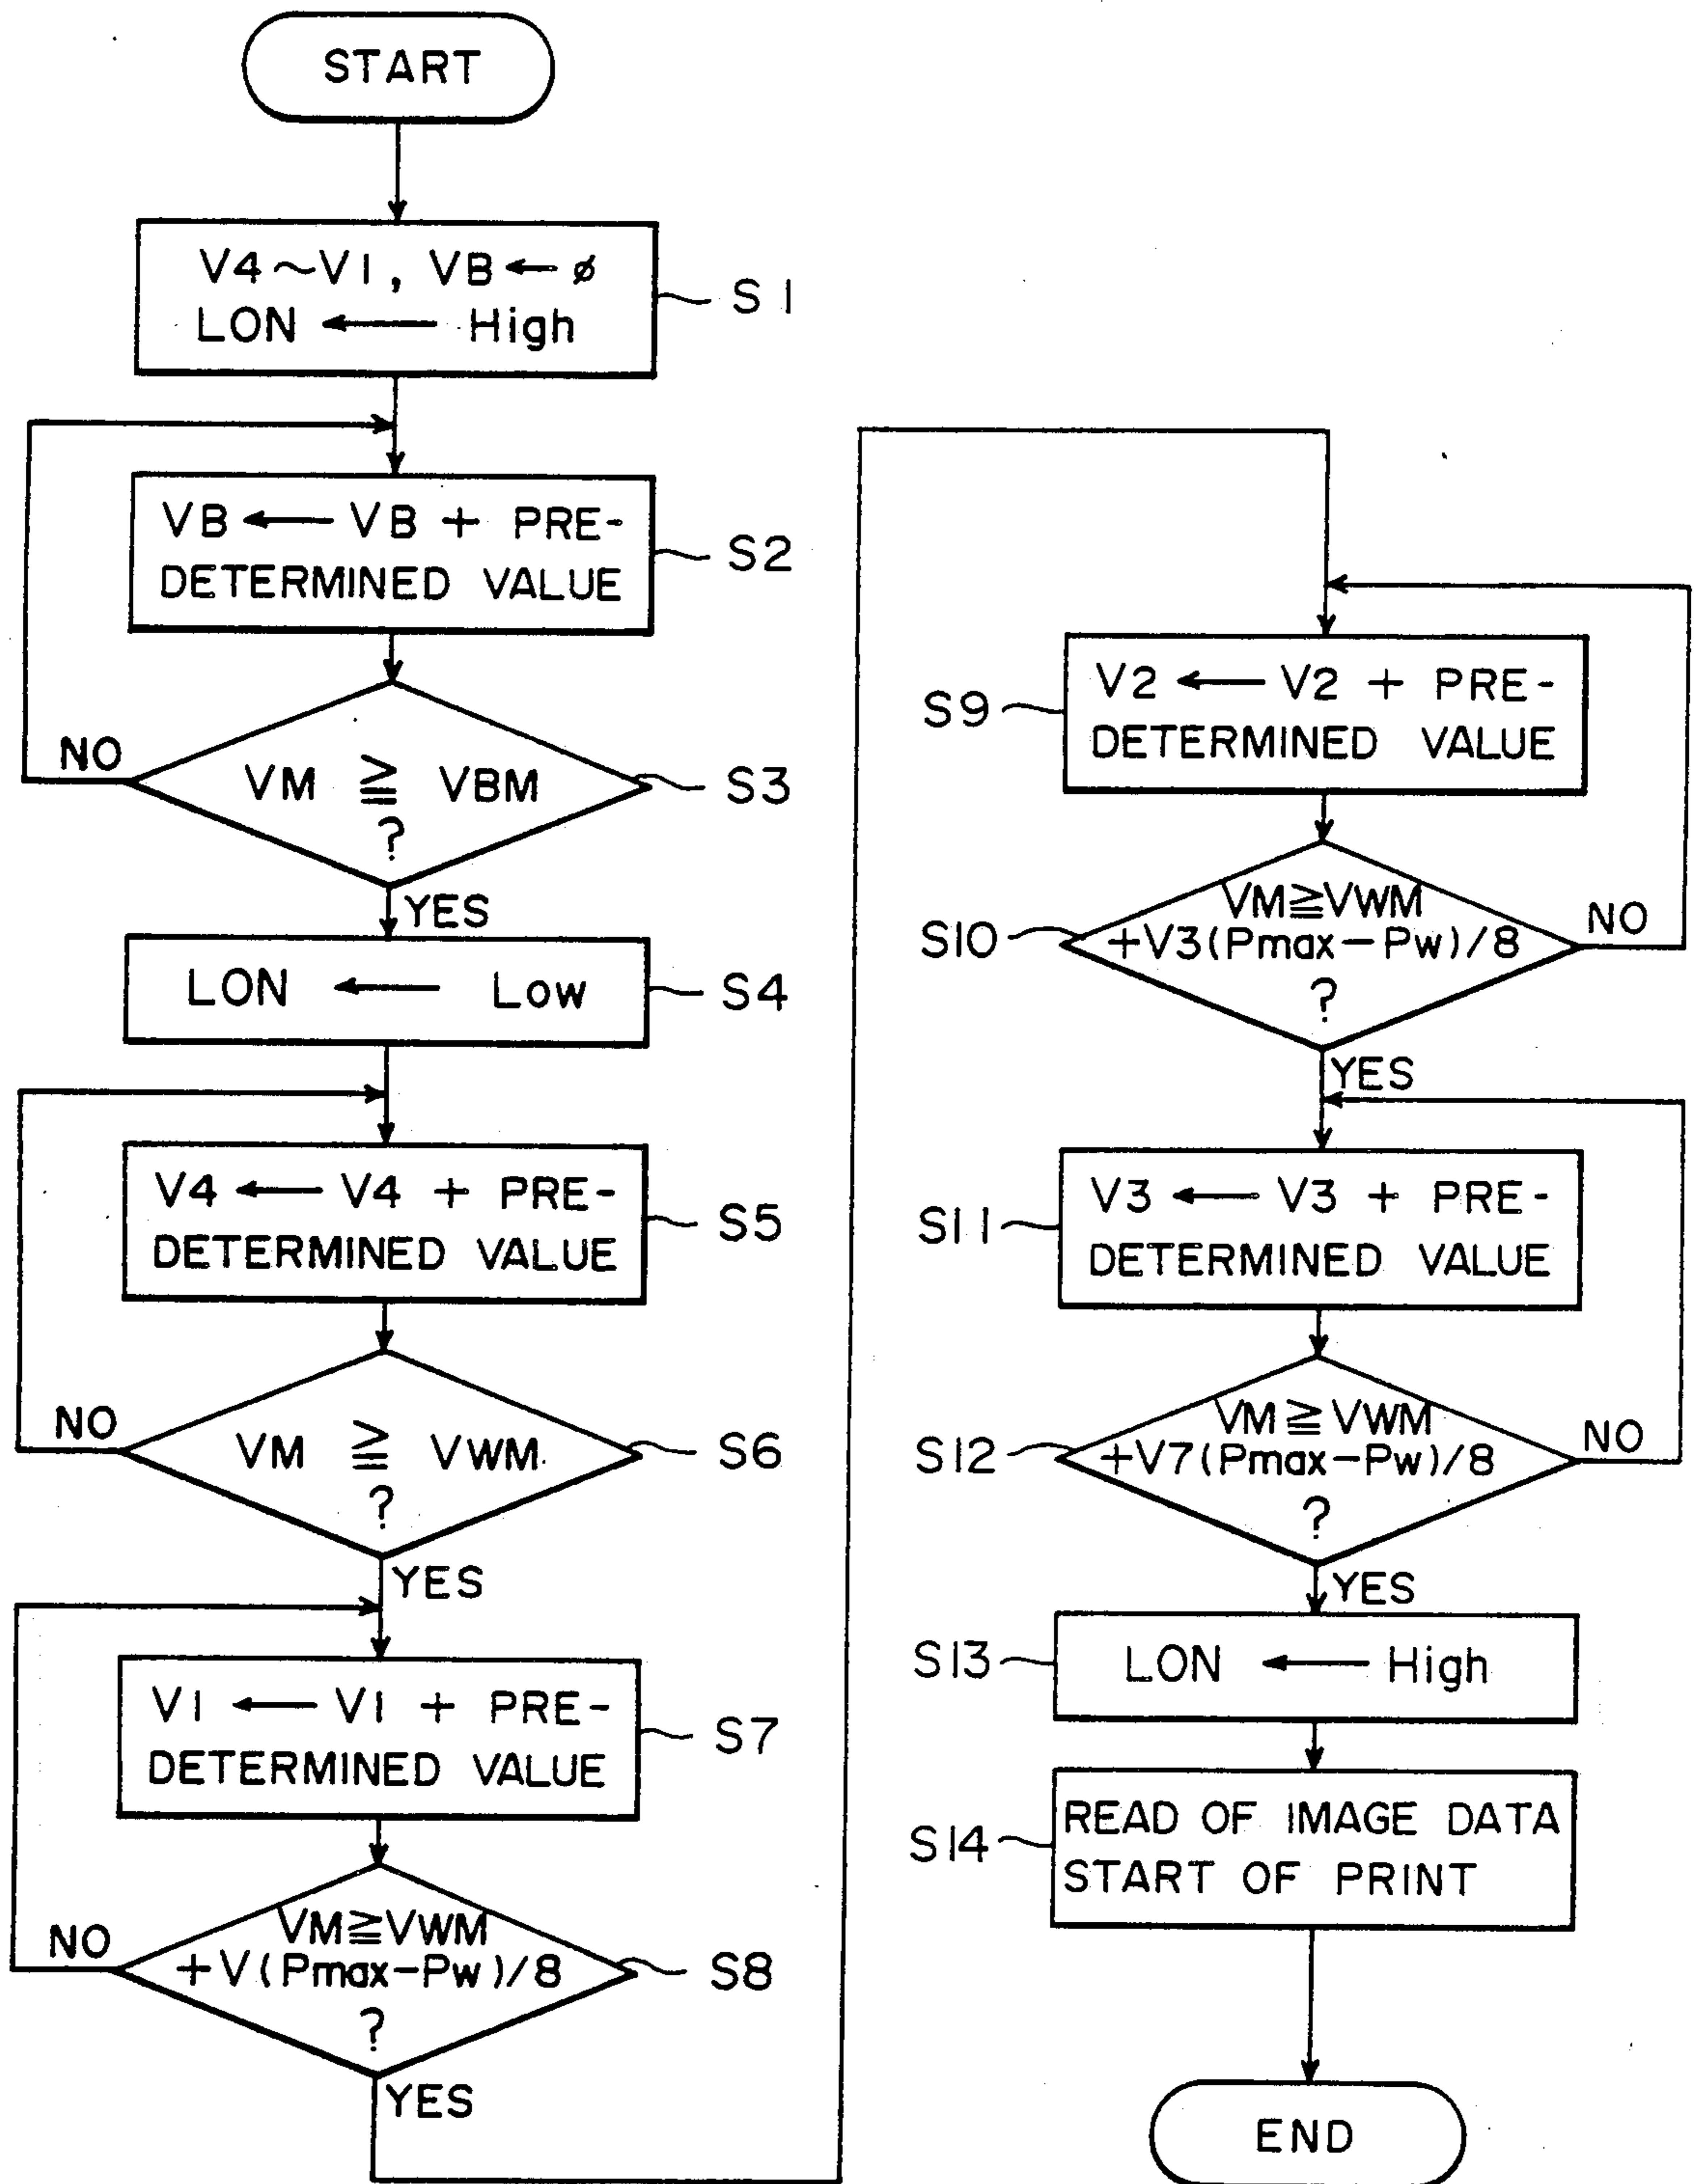 START
V4~V1, VB←ø
LON ← High
S1
VB ← VB + PRE-
DETERMINED VALUE
S2
NO
VM ≧ VBM
?
S3
YES
LON ← Low
S4
V4 ← V4 + PRE-
DETERMINED VALUE
S5
NO
VM ≧ VWM
?
S6
YES
V1 ← V1 + PRE-
DETERMINED VALUE
S7
NO
VM≧VWM
+V(Pmax-Pw)/8
?
S8
YES
S9
V2 ← V2 + PRE-
DETERMINED VALUE
S10
VM≧VWM
+V3(Pmax-Pw)/8
?
NO
YES
S11
V3 ← V3 + PRE-
DETERMINED VALUE
S12
VM≧VWM
+V7(Pmax-Pw)/8
?
NO
YES
S13
LON ← High
S14
READ OF IMAGE DATA
START OF PRINT
END